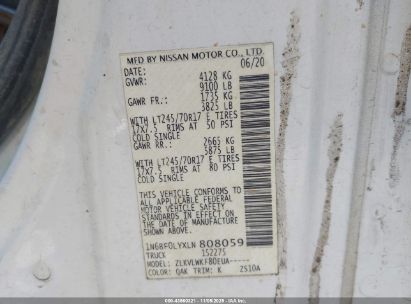 MFD BY NISSAN MOTOR CO., LTD.
DATE: 06/20
GVWR: 4128 KG
9100 LB
GAWR FR.: 1735 KG
3825 LB
WITH LT245/70R17 E TIRES
17X7.5 RIMS AT 50 PSI
COLD SINGLE
GAWR RR.: 2665 KG
5875 LB
WITH LT245/70R17 E TIRES
17X7.5 RIMS AT 80 PSI
COLD SINGLE
THIS VEHICLE CONFORMS TO ALL
APPLICABLE U.S. FEDERAL MOTOR
VEHICLE SAFETY STANDARDS IN
EFFECT ON THE DATE OF
MANUFACTURE SHOWN ABOVE.
1N6BF0LYXLN 808059
TRUCK 152275
MODEL: ZLKVLWKF80EUA-----
COLOR: QAK TRIM: K ZS10A